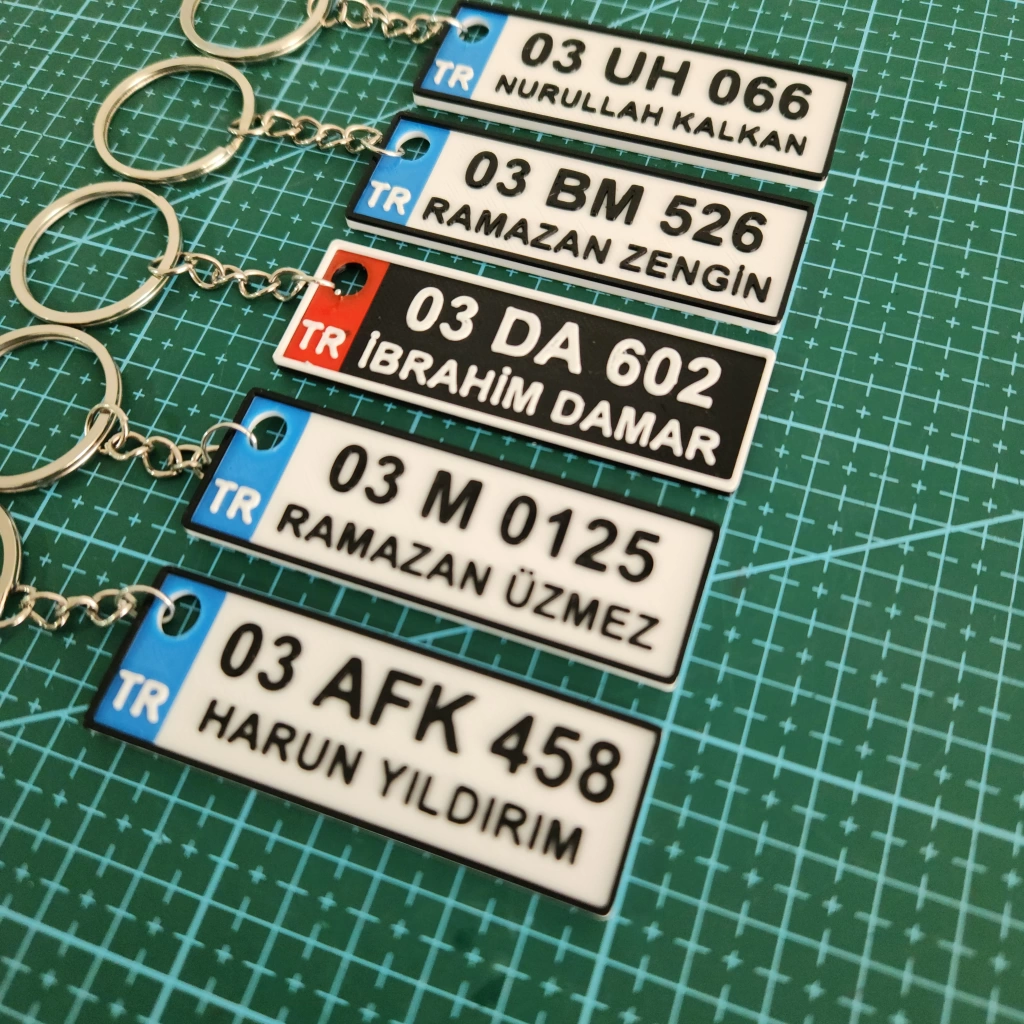 TR
03 UH 066
NURULLAH KALKAN
TR
03 BM 526
RAMAZAN ZENGİN
TR
03 DA 602
İBRAHİM DAMAR
TR
03 M 0125
RAMAZAN ÜZMEZ
TR
03 AFK 458
HARUN YILDIRIM